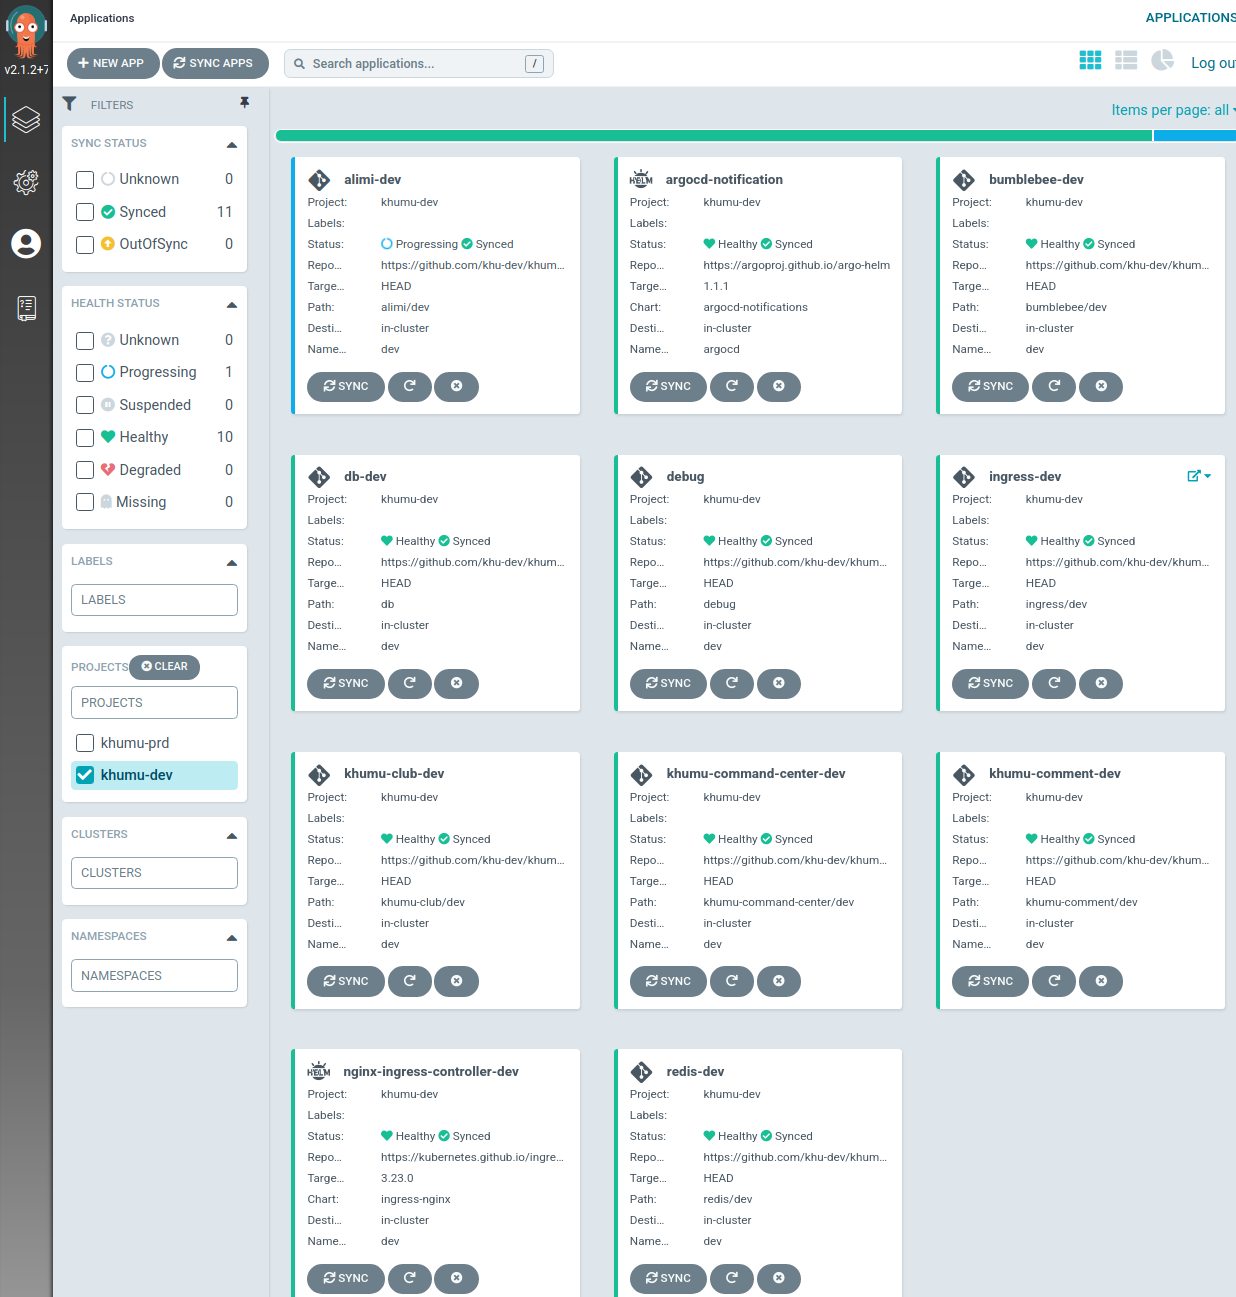 Applications
APPLICATIONS
v2.1.2+7
NEW APP
SYNC APPS
Search applications...
/
Log ou
FILTERS
Items per page: all
SYNC STATUS
Unknown 0
Synced 11
OutOfSync 0
HEALTH STATUS
Unknown 0
Progressing 1
Suspended 0
Healthy 10
Degraded 0
Missing 0
LABELS
LABELS
PROJECTS CLEAR
PROJECTS
khumu-prd
khumu-dev
CLUSTERS
CLUSTERS
NAMESPACES
NAMESPACES
alimi-dev
Project: khumu-dev
Labels:
Status: Progressing Synced
Repo... https://github.com/khu-dev/khum...
Targe... HEAD
Path: alimi/dev
Desti... in-cluster
Name... dev
SYNC
HELM
argocd-notification
Project: khumu-dev
Labels:
Status: Healthy Synced
Repo... https://argoproj.github.io/argo-helm
Targe... 1.1.1
Chart: argocd-notifications
Desti... in-cluster
Name... argocd
SYNC
bumblebee-dev
Project: khumu-dev
Labels:
Status: Healthy Synced
Repo... https://github.com/khu-dev/khum...
Targe... HEAD
Path: bumblebee/dev
Desti... in-cluster
Name... dev
SYNC
db-dev
Project: khumu-dev
Labels:
Status: Healthy Synced
Repo... https://github.com/khu-dev/khum...
Targe... HEAD
Path: db
Desti... in-cluster
Name... dev
SYNC
debug
Project: khumu-dev
Labels:
Status: Healthy Synced
Repo... https://github.com/khu-dev/khum...
Targe... HEAD
Path: debug
Desti... in-cluster
Name... dev
SYNC
ingress-dev
Project: khumu-dev
Labels:
Status: Healthy Synced
Repo... https://github.com/khu-dev/khum...
Targe... HEAD
Path: ingress/dev
Desti... in-cluster
Name... dev
SYNC
khumu-club-dev
Project: khumu-dev
Labels:
Status: Healthy Synced
Repo... https://github.com/khu-dev/khum...
Targe... HEAD
Path: khumu-club/dev
Desti... in-cluster
Name... dev
SYNC
khumu-command-center-dev
Project: khumu-dev
Labels:
Status: Healthy Synced
Repo... https://github.com/khu-dev/khum...
Targe... HEAD
Path: khumu-command-center/dev
Desti... in-cluster
Name... dev
SYNC
khumu-comment-dev
Project: khumu-dev
Labels:
Status: Healthy Synced
Repo... https://github.com/khu-dev/khum...
Targe... HEAD
Path: khumu-comment/dev
Desti... in-cluster
Name... dev
SYNC
HELM
nginx-ingress-controller-dev
Project: khumu-dev
Labels:
Status: Healthy Synced
Repo... https://kubernetes.github.io/ingre...
Targe... 3.23.0
Chart: ingress-nginx
Desti... in-cluster
Name... dev
SYNC
redis-dev
Project: khumu-dev
Labels:
Status: Healthy Synced
Repo... https://github.com/khu-dev/khum...
Targe... HEAD
Path: redis/dev
Desti... in-cluster
Name... dev
SYNC